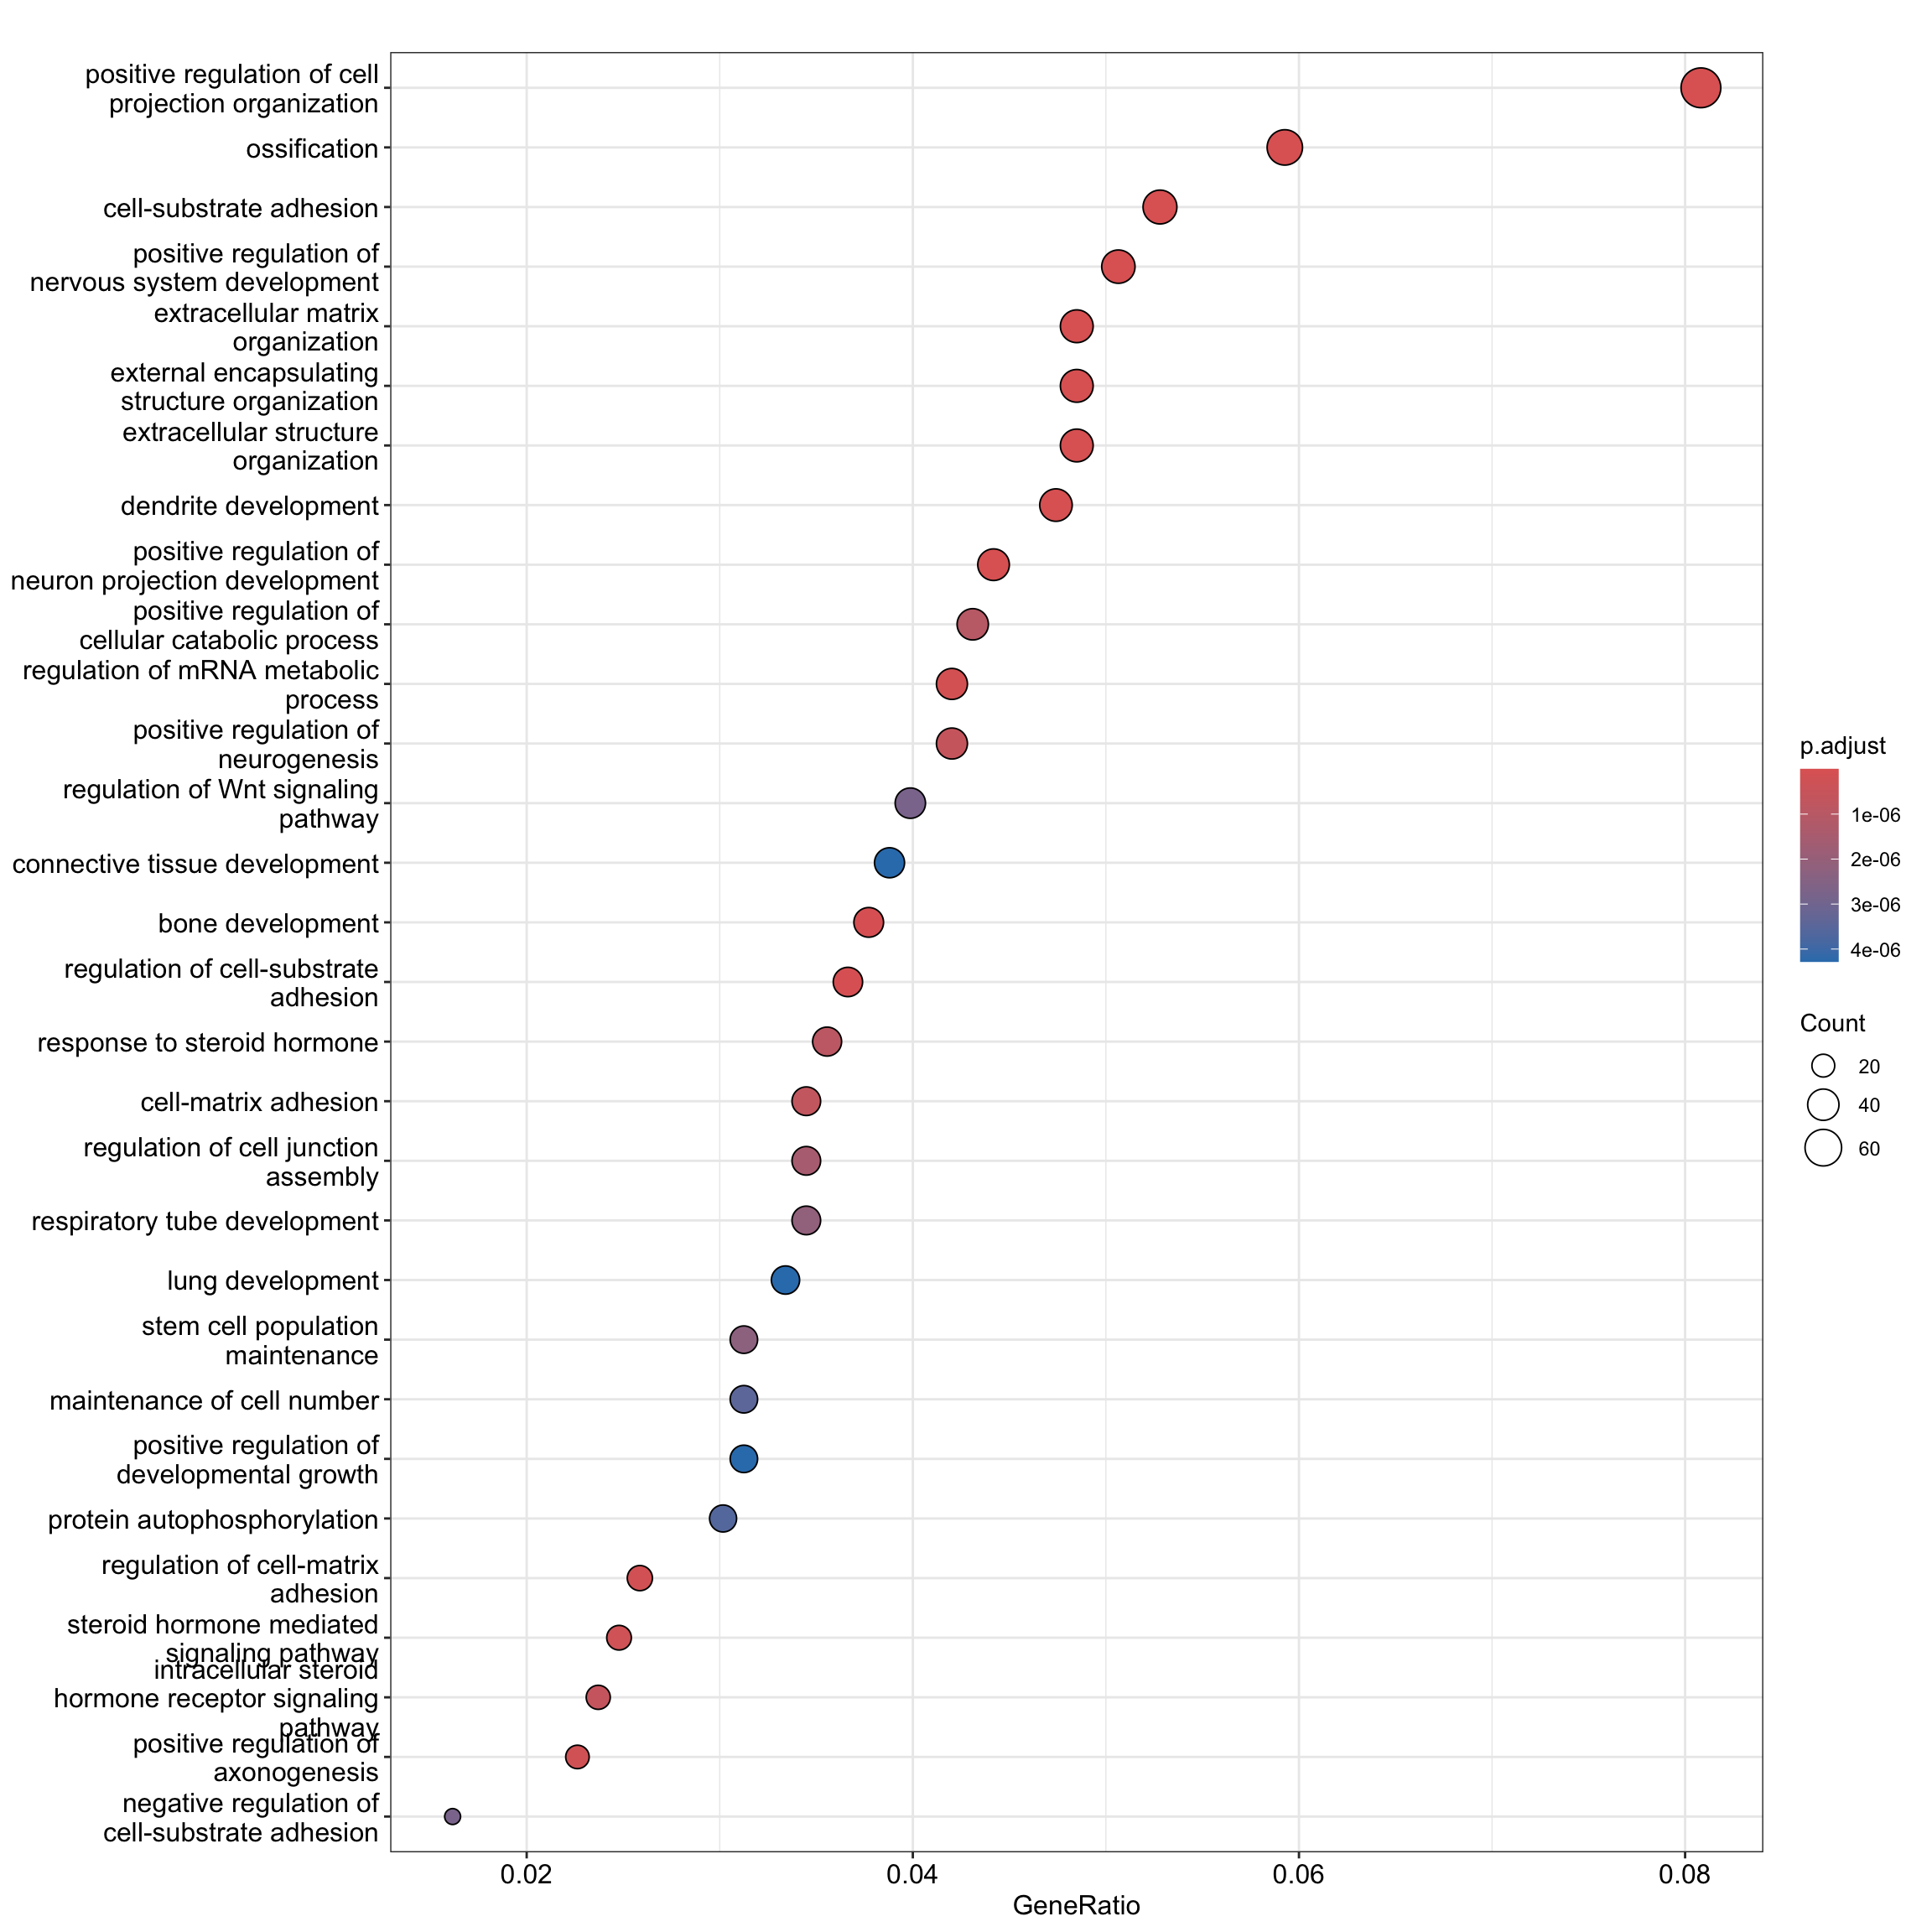 positive regulation of cell
projection organization
ossification
cell-substrate adhesion
positive regulation of
nervous system development
extracellular matrix
organization
external encapsulating
structure organization
extracellular structure
organization
dendrite development
positive regulation of
neuron projection development
positive regulation of
cellular catabolic process
regulation of mRNA metabolic
process
positive regulation of
neurogenesis
regulation of Wnt signaling
pathway
connective tissue development
bone development
regulation of cell-substrate
adhesion
response to steroid hormone
cell-matrix adhesion
regulation of cell junction
assembly
respiratory tube development
lung development
stem cell population
maintenance
maintenance of cell number
positive regulation of
developmental growth
protein autophosphorylation
regulation of cell-matrix
adhesion
steroid hormone mediated
signaling pathway
intracellular steroid
hormone receptor signaling
pathway
positive regulation of
axonogenesis
negative regulation of
cell-substrate adhesion
0.02
0.04
0.06
0.08
GeneRatio
p.adjust
1e-06
2e-06
3e-06
4e-06
Count
20
40
60